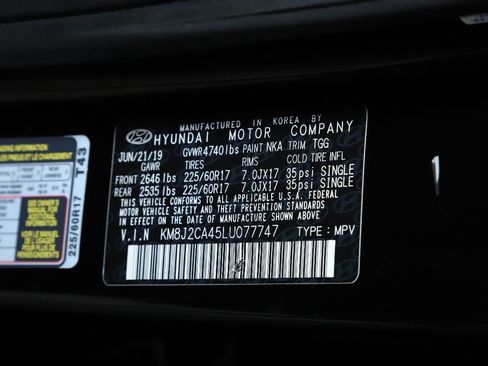 MANUFACTURED IN KOREA BY
HYUNDAI MOTOR COMPANY
JUN/21/19 GVWR 4740 lbs PAINT NKA TRIM TGG
GAWR TIRES RIMS COLD TIRE INFL
FRONT 2646 lbs 225/60R17 7.0JX17 35psi SINGLE
REAR 2535 lbs 225/60R17 7.0JX17 35psi SINGLE
THIS VEHICLE CONFORMS TO ALL APPLICABLE U.S.A. FEDERAL
MOTOR VEHICLE SAFETY AND THEFT PREVENTION STANDARDS
IN EFFECT ON THE DATE OF MANUFACTURE SHOWN ABOVE.
V.I.N KM8J2CA45LU077747 TYPE : MPV
225/60R17 T43